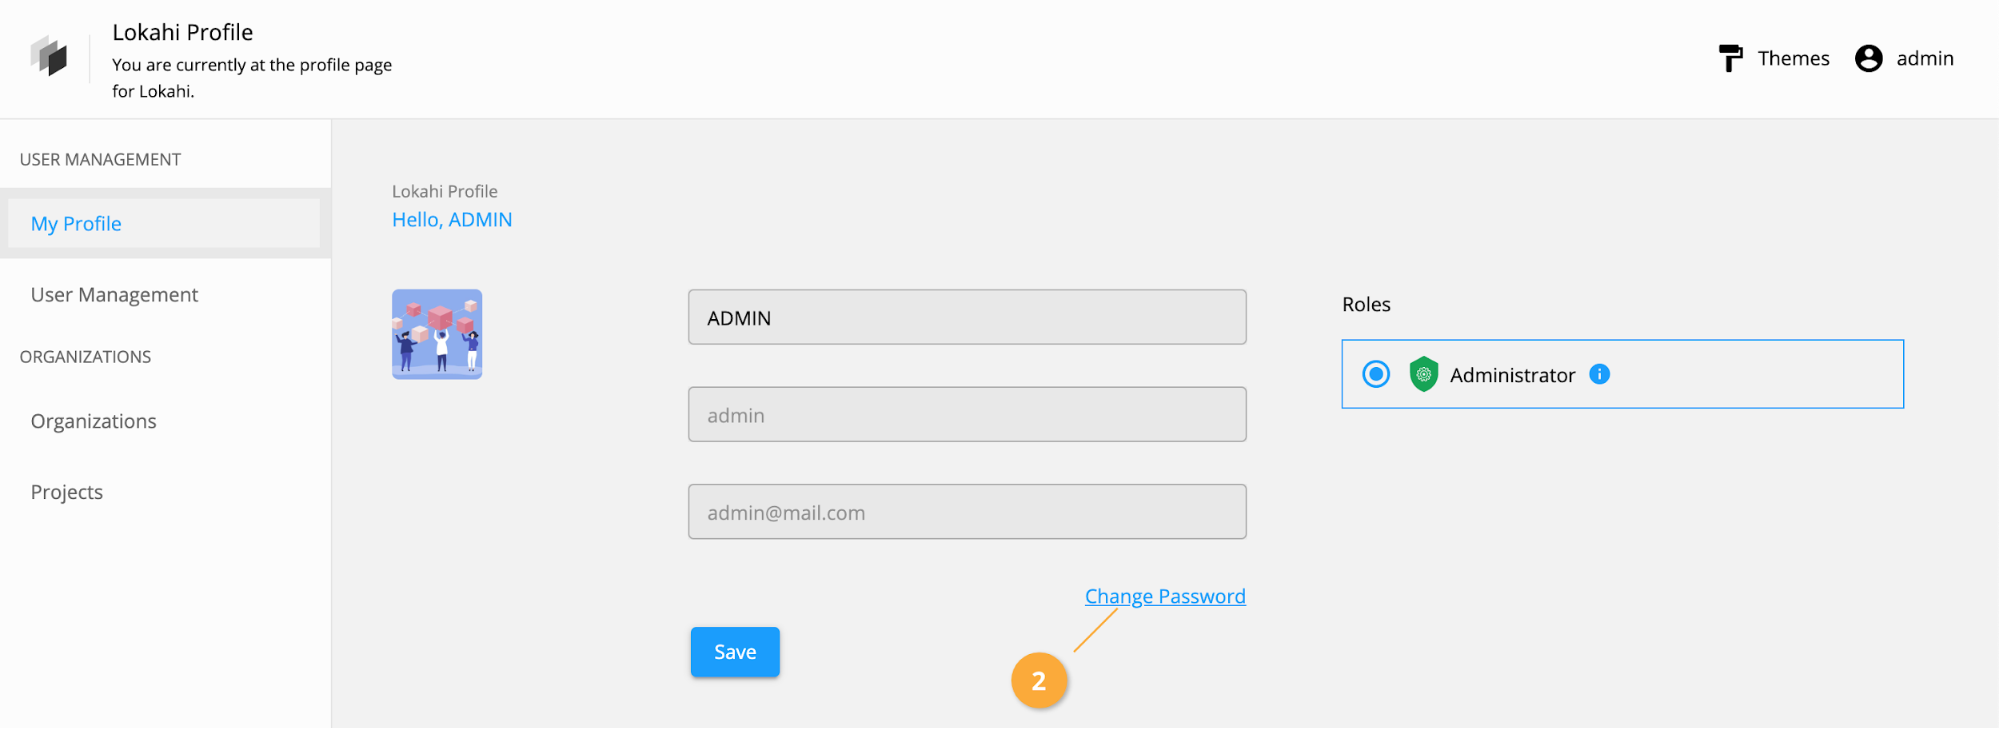 Lokahi Profile
You are currently at the profile page
for Lokahi.
Themes
admin
USER MANAGEMENT
My Profile
User Management
ORGANIZATIONS
Organizations
Projects
Lokahi Profile
Hello, ADMIN
ADMIN
admin
admin@mail.com
Change Password
Save
2
Roles
Administrator
i